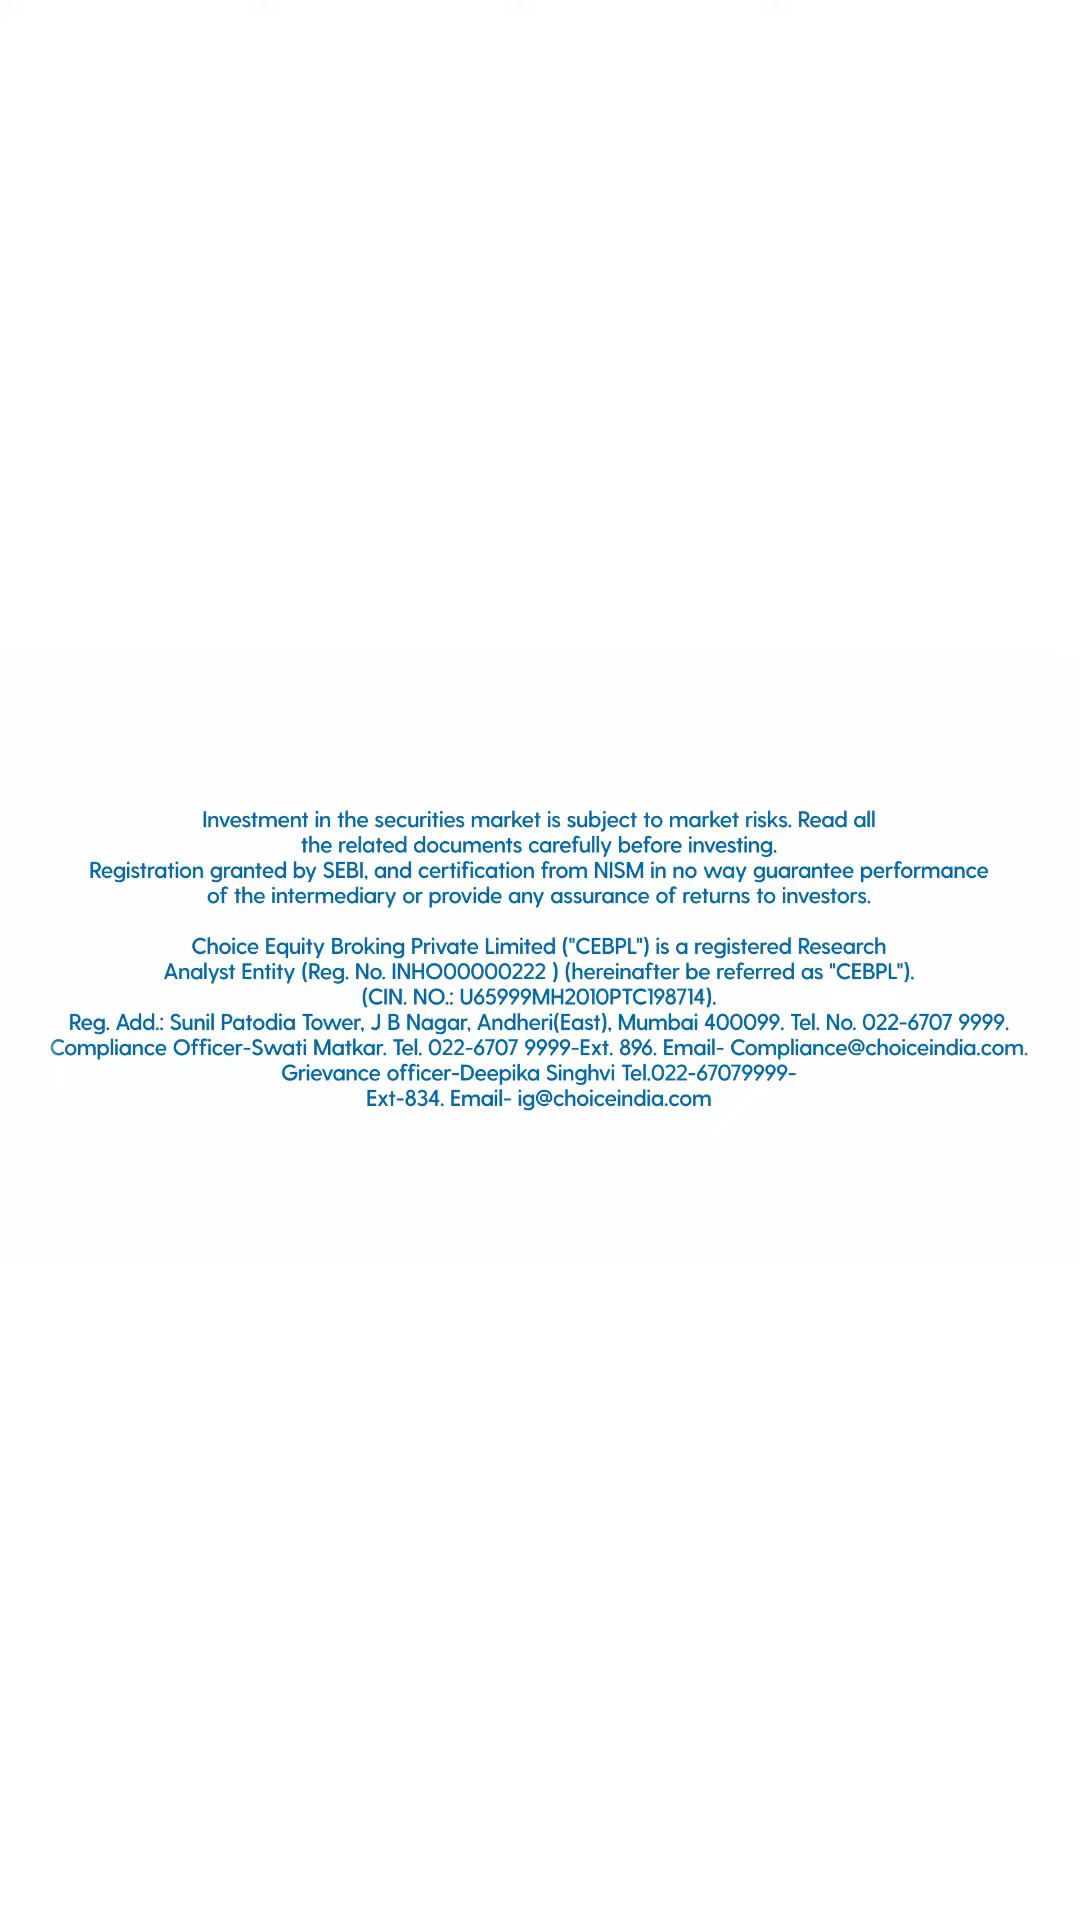 Investment in the securities market is subject to market risks. Read all
the related documents carefully before investing.
Registration granted by SEBI, and certification from NISM in no way guarantee performance
of the intermediary or provide any assurance of returns to investors.
Choice Equity Broking Private Limited ("CEBPL") is a registered Research
Analyst Entity (Reg. No. INHO00000222 ) (hereinafter be referred as "CEBPL").
(CIN. NO.: U65999MH2010PTC198714).
Reg. Add.: Sunil Patodia Tower, J B Nagar, Andheri(East), Mumbai 400099. Tel. No. 022-6707 9999.
Compliance Officer-Swati Matkar. Tel. 022-6707 9999-Ext. 896. Email- Compliance@choiceindia.com.
Grievance officer-Deepika Singhvi Tel.022-67079999-
Ext-834. Email- ig@choiceindia.com